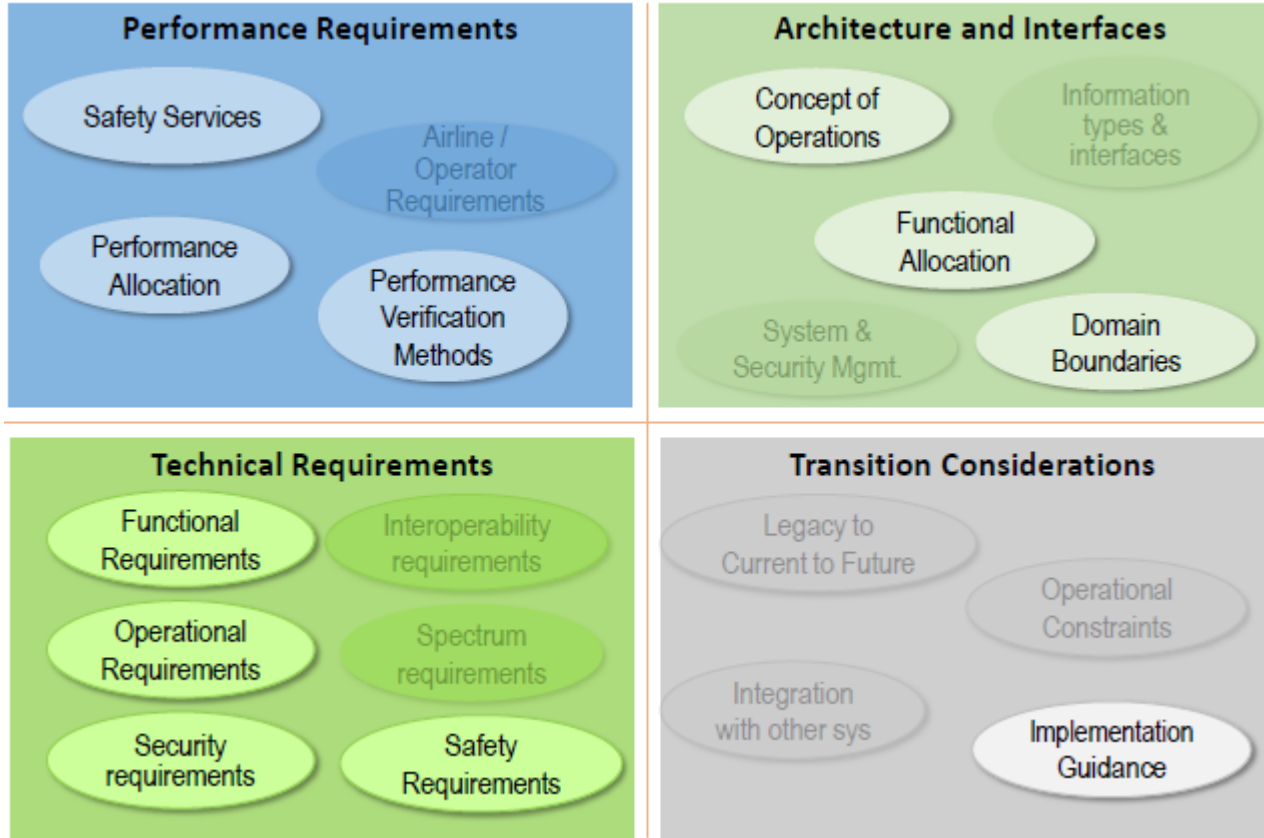 Performance Requirements
Safety Services
Airline /
Operator
Requirements
Performance
Allocation
Performance
Verification
Methods
Architecture and Interfaces
Concept of
Operations
Information
types &
interfaces
Functional
Allocation
System &
Security Mgmt.
Domain
Boundaries
Technical Requirements
Functional
Requirements
Interoperability
requirements
Operational
Requirements
Spectrum
requirements
Security
requirements
Safety
Requirements
Transition Considerations
Legacy to
Current to Future
Operational
Constraints
Integration
with other sys
Implementation
Guidance